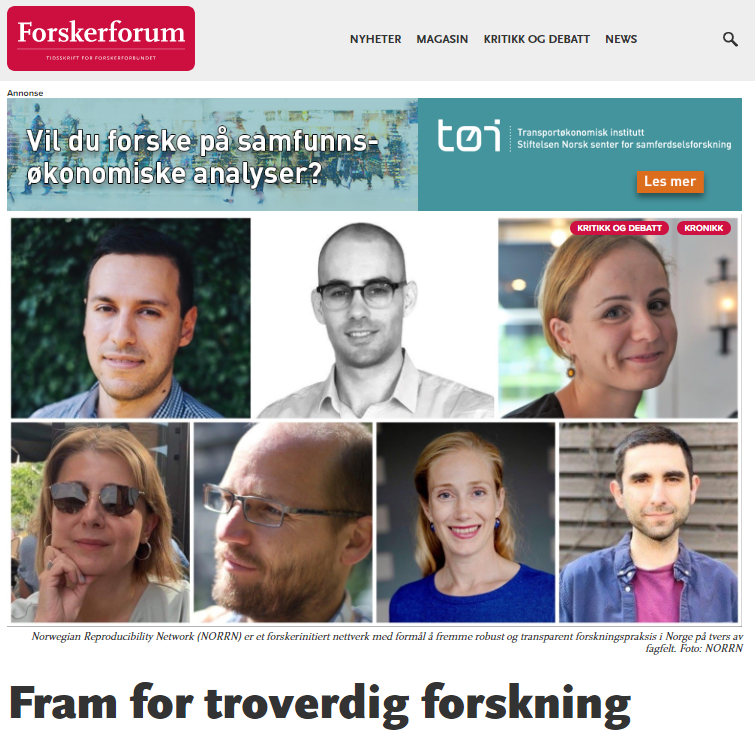 Forskerforum
TIDSSKRIFT FOR FORSKERFORBUNDET
NYHETER MAGASIN KRITIKK OG DEBATT NEWS
Annonse
Vil du forske på samfunns-
økonomiske analyser?
tøi
Transportøkonomisk institutt
Stiftelsen Norsk senter for samferdselsforskning
Les mer
KRITIKK OG DEBATT KRONIKK
Norwegian Reproducibility Network (NORRN) er et forskerinitiert nettverk med formål å fremme robust og transparent forskningspraksis i Norge på tvers av
fagfelt. Foto: NORRN
Fram for troverdig forskning